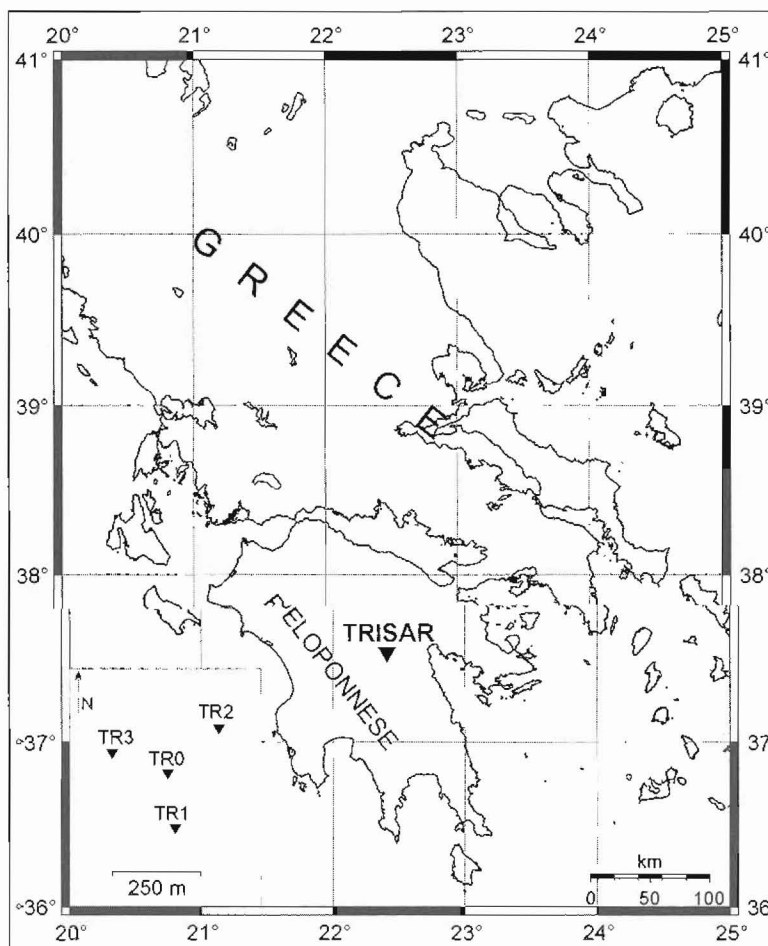 20° 21° 22° 23° 24° 25°
41° 41°
40° 40°
GREECE
39° 39°
38° 38°
PELOPONNESE
TRISAR
N
TR2
TR3
TR0
37° 37°
TR1
250 m
km
0 50 100
36° 36°
20° 21° 22° 23° 24° 25°